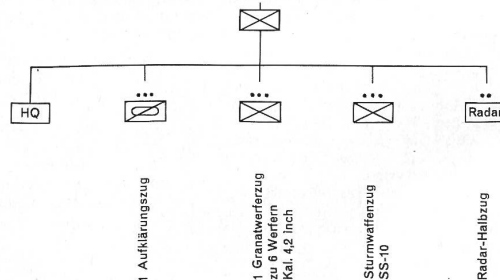 HQ
Radar
1 Aufklärungszug
1 Granatwerferzug
zu 6 Werfern
Kal. 4,2 inch
Sturmwaffenzug
SS-10
Radar-Halbzug